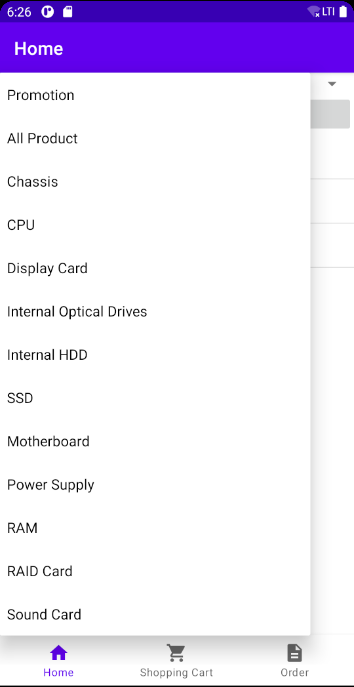 6:26 LTE
Home
Promotion
All Product
Chassis
CPU
Display Card
Internal Optical Drives
Internal HDD
SSD
Motherboard
Power Supply
RAM
RAID Card
Sound Card
Home Shopping Cart Order